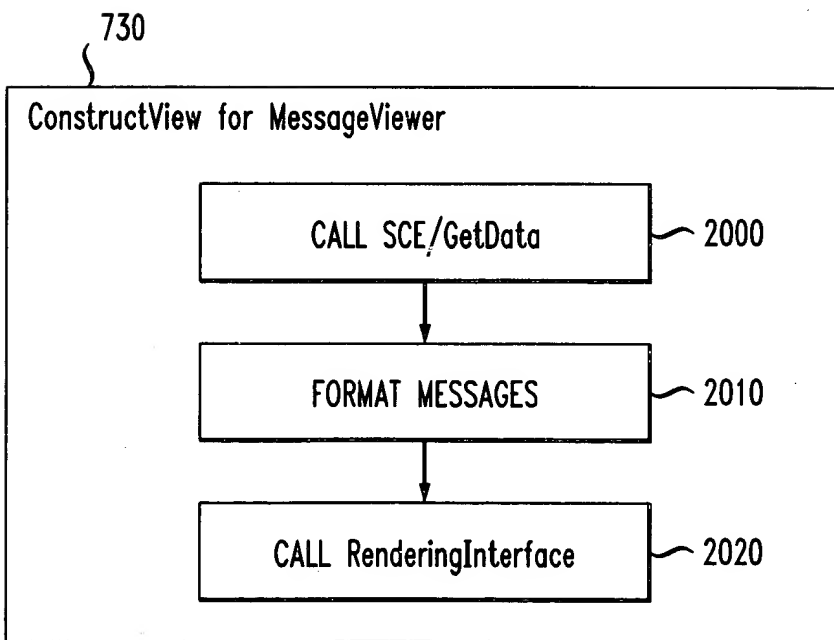 730
ConstructView for MessageViewer
CALL SCE/GetData
2000
FORMAT MESSAGES
2010
CALL RenderingInterface
2020